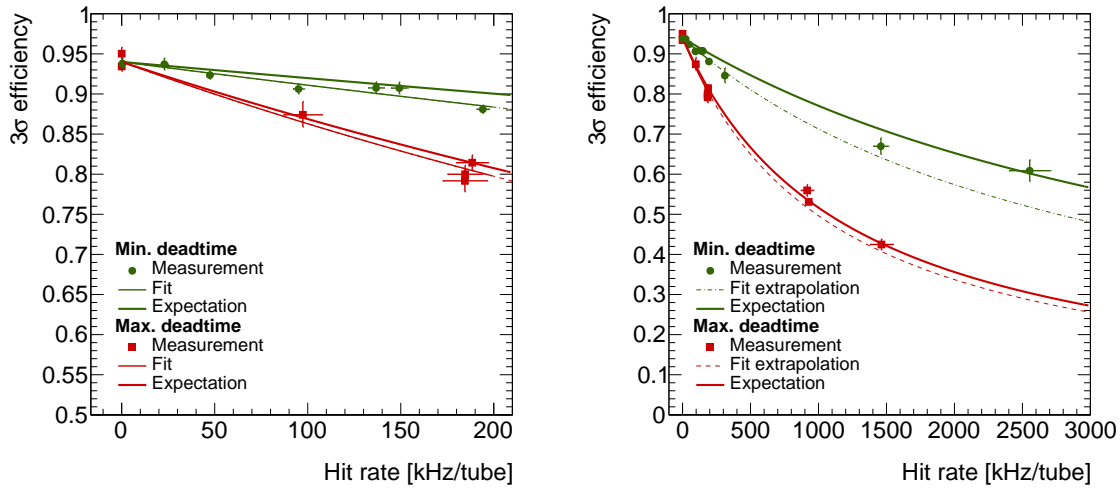 3σ efficiency
1
0.95
0.9
0.85
0.8
0.75
0.7
0.65
0.6
0.55
0.5
Min. deadtime
Measurement
Fit
Expectation
Max. deadtime
Measurement
Fit
Expectation
0 50 100 150 200
Hit rate [kHz/tube]
3σ efficiency
1
0.9
0.8
0.7
0.6
0.5
0.4
0.3
0.2
0.1
0
Min. deadtime
Measurement
Fit extrapolation
Expectation
Max. deadtime
Measurement
Fit extrapolation
Expectation
0 500 1000 1500 2000 2500 3000
Hit rate [kHz/tube]